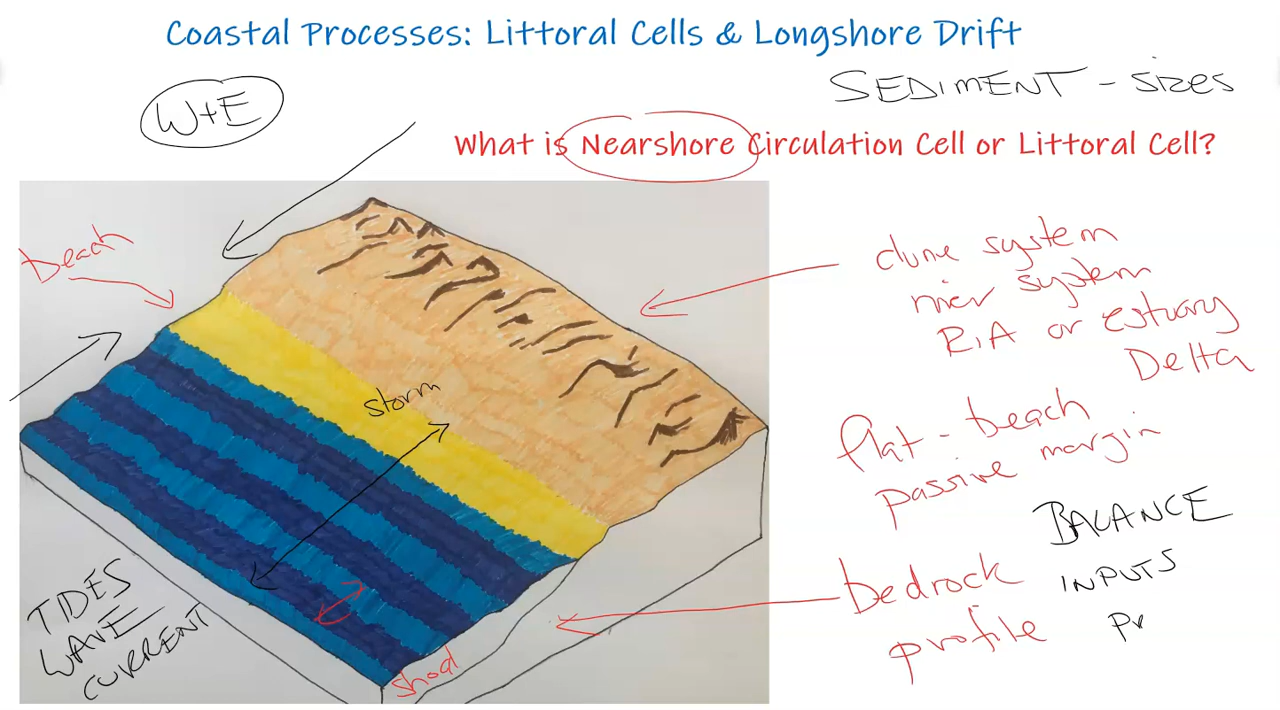 Coastal Processes: Littoral Cells & Longshore Drift
SEDIMENT - sizes
W+E
What is Nearshore Circulation Cell or Littoral Cell?
beach
dune system
river system
RIA or estuary
Delta
storm
Flat - beach
passive margin
BALANCE
INPUTS
Pr
Bedrock
profile
TIDES
WAVE
CURRENT
shoal